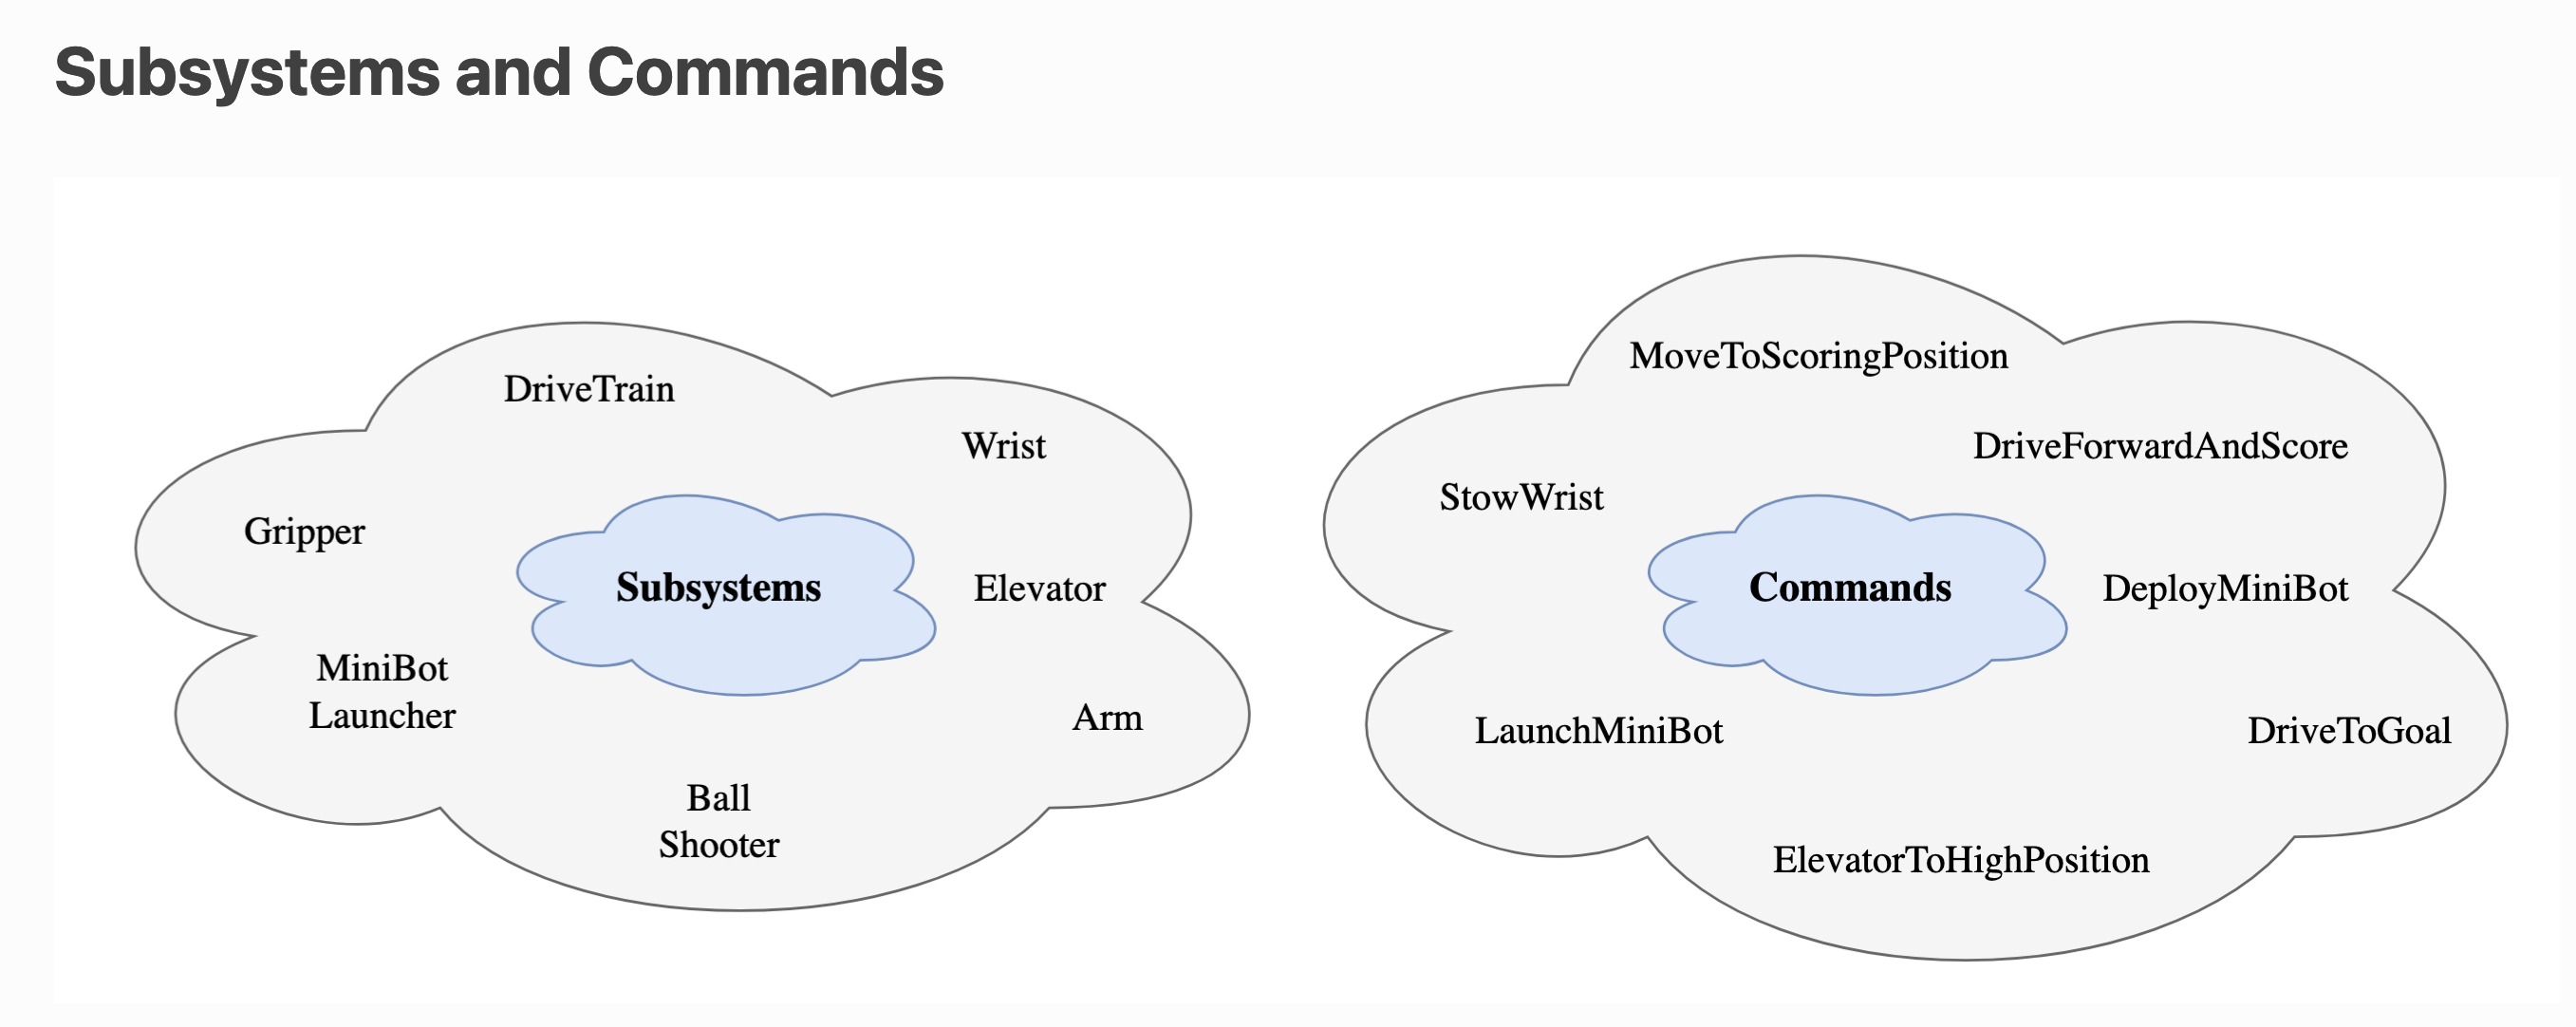 Subsystems and Commands
DriveTrain
Wrist
Gripper
Subsystems
Elevator
MiniBot
Launcher
Arm
Ball
Shooter
MoveToScoringPosition
DriveForwardAndScore
StowWrist
Commands
DeployMiniBot
LaunchMiniBot
DriveToGoal
ElevatorToHighPosition